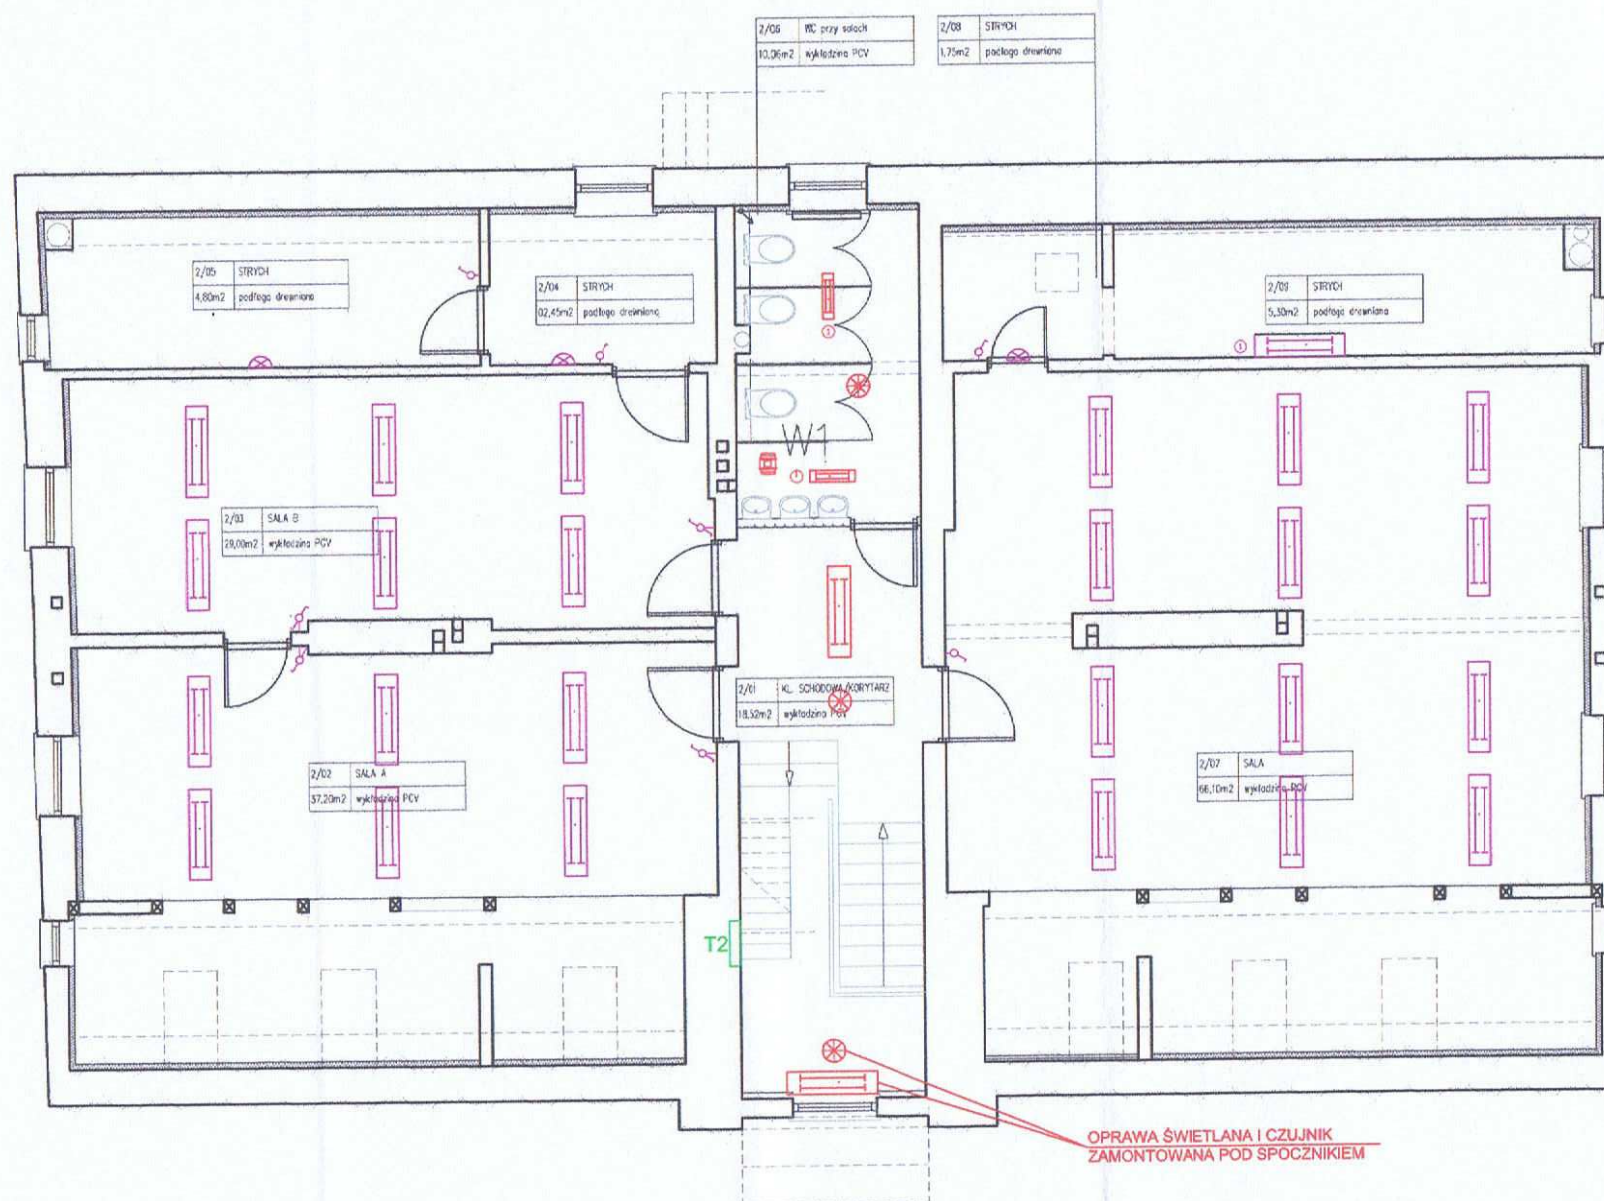 2/06 WC przy salach
10,06m2 wykładzina PCV
2/08 STRYCH
1,75m2 podłoga drewniana
2/05 STRYCH
4,80m2 podłoga drewniana
2/04 STRYCH
02,45m2 podłoga drewniana
2/09 STRYCH
5,30m2 podłoga drewniana
1
1
W1
2/03 SALA B
29,00m2 wykładzina PCV
2/01 KL. SCHODOWA/KORYTARZ
18,52m2 wykładzina PCV
2/02 SALA A
37,20m2 wykładzina PCV
2/07 SALA
66,10m2 wykładzina PCV
T2
OPRAWA ŚWIETLANA I CZUJNIK
ZAMONTOWANA POD SPOCZNIKIEM